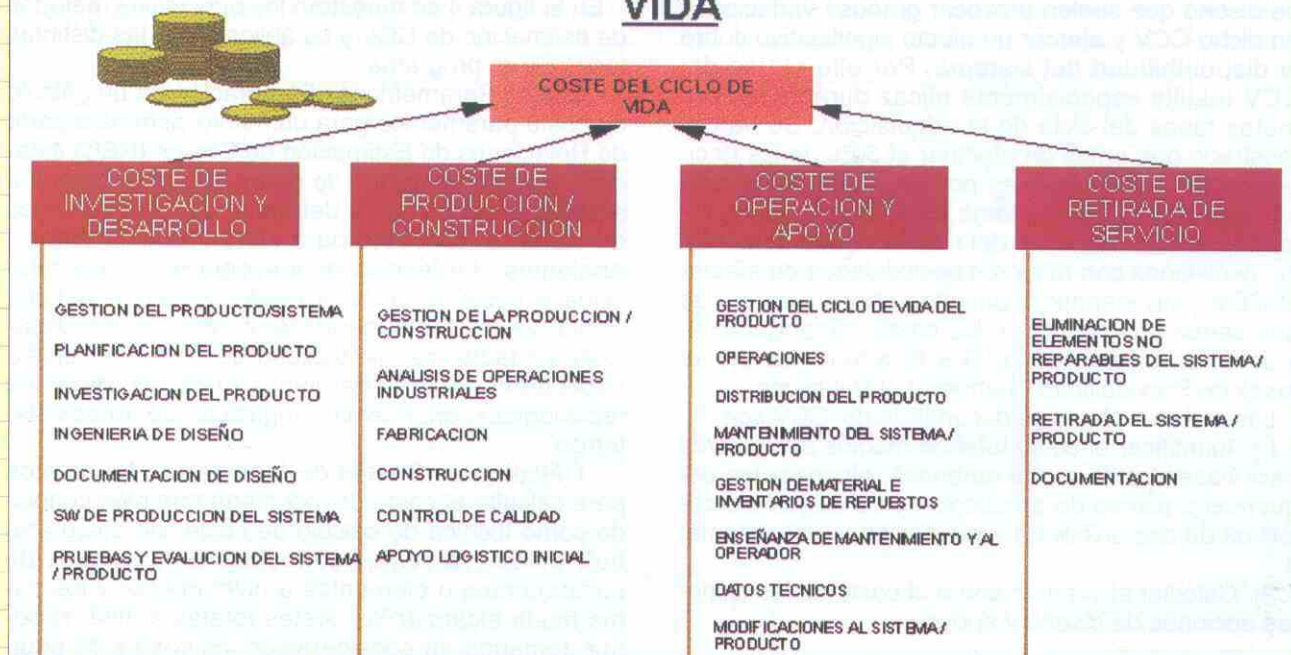 VIDA
COSTE DEL CICLO DE
VIDA
COSTE DE
INVESTIGACION Y
DESARROLLO
GESTION DEL PRODUCTO/SISTEMA
PLANIFICACION DEL PRODUCTO
INVESTIGACION DEL PRODUCTO
INGENIERIA DE DISEÑO
DOCUMENTACION DE DISEÑO
SW DE PRODUCCION DEL SISTEMA
PRUEBAS Y EVALUCION DEL SISTEMA
/ PRODUCTO
COSTE DE
PRODUCCION /
CONSTRUCCION
GESTION DE LA PRODUCCION /
CONSTRUCCION
ANALISIS DE OPERACIONES
INDUSTRIALES
FABRICACION
CONSTRUCCION
CONTROL DE CALIDAD
APOYO LOGISTICO INICIAL
COSTE DE
OPERACION Y
APOYO
GESTION DEL CICLO DE VIDA DEL
PRODUCTO
OPERACIONES
DISTRIBUCION DEL PRODUCTO
MANTENIMIENTO DEL SISTEMA /
PRODUCTO
GESTION DE MATERIAL E
INVENTARIOS DE REPUESTOS
ENSEÑANZA DE MANTENIMIENTO Y AL
OPERADOR
DATOS TECNICOS
MODIFICACIONES AL SISTEMA /
PRODUCTO
COSTE DE
RETIRADA DE
SERVICIO
ELIMINACION DE
ELEMENTOS NO
REPARABLES DEL SISTEMA /
PRODUCTO
RETIRADA DEL SISTEMA /
PRODUCTO
DOCUMENTACION